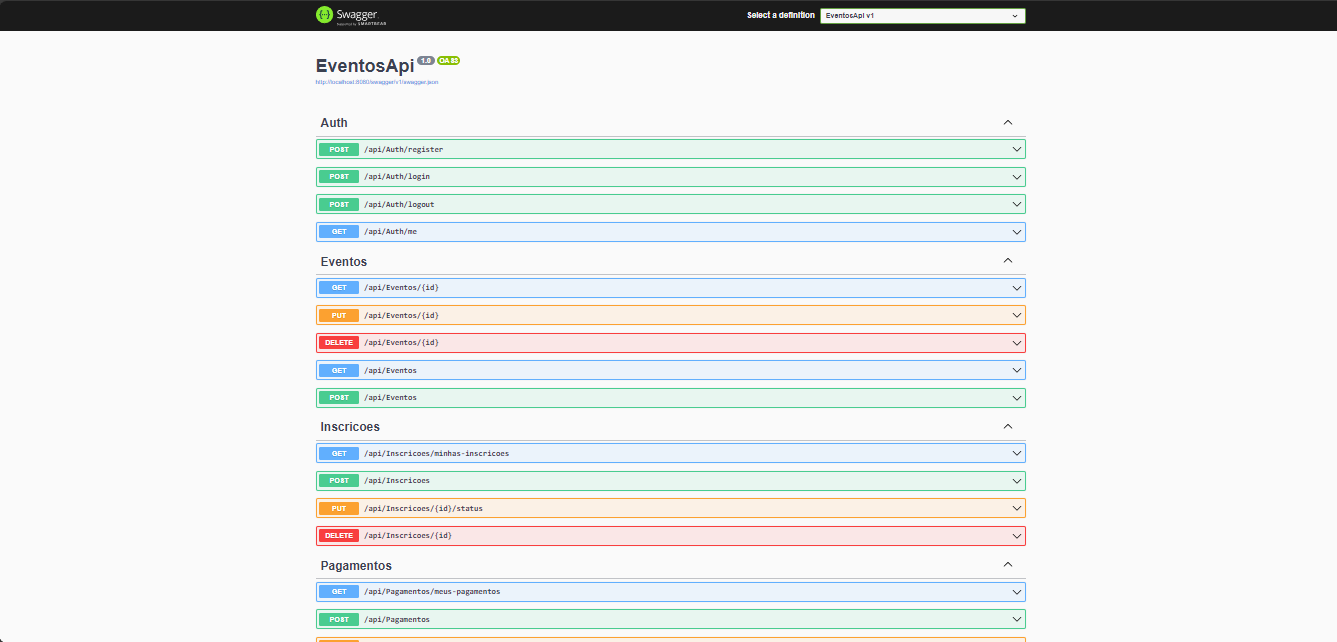 Swagger
Supported by SMARTBEAR
Select a definition
EventosApi v1
EventosApi 1.0 OAS3
http://localhost:8080/swagger/v1/swagger.json
Auth
POST /api/Auth/register
POST /api/Auth/login
POST /api/Auth/logout
GET /api/Auth/me
Eventos
GET /api/Eventos/{id}
PUT /api/Eventos/{id}
DELETE /api/Eventos/{id}
GET /api/Eventos
POST /api/Eventos
Inscricoes
GET /api/Inscricoes/minhas-inscricoes
POST /api/Inscricoes
PUT /api/Inscricoes/{id}/status
DELETE /api/Inscricoes/{id}
Pagamentos
GET /api/Pagamentos/meus-pagamentos
POST /api/Pagamentos